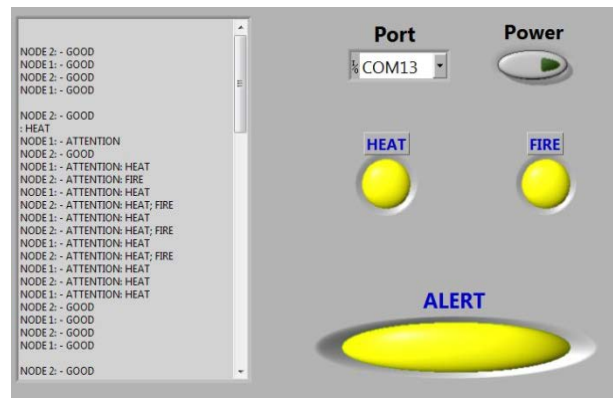 NODE 2: - GOOD
NODE 1: - GOOD
NODE 2: - GOOD
NODE 1: - GOOD
NODE 2: - GOOD
: HEAT
NODE 1: - ATTENTION
NODE 2: - GOOD
NODE 1: - ATTENTION: HEAT
NODE 2: - ATTENTION: FIRE
NODE 1: - ATTENTION: HEAT
NODE 2: - ATTENTION: HEAT; FIRE
NODE 1: - ATTENTION: HEAT
NODE 2: - ATTENTION: HEAT; FIRE
NODE 1: - ATTENTION: HEAT
NODE 2: - ATTENTION: HEAT; FIRE
NODE 1: - ATTENTION: HEAT
NODE 2: - ATTENTION: HEAT
NODE 1: - ATTENTION: HEAT
NODE 2: - GOOD
NODE 1: - GOOD
NODE 2: - GOOD
NODE 1: - GOOD
NODE 2: - GOOD
Port
Power
COM13
HEAT
FIRE
ALERT